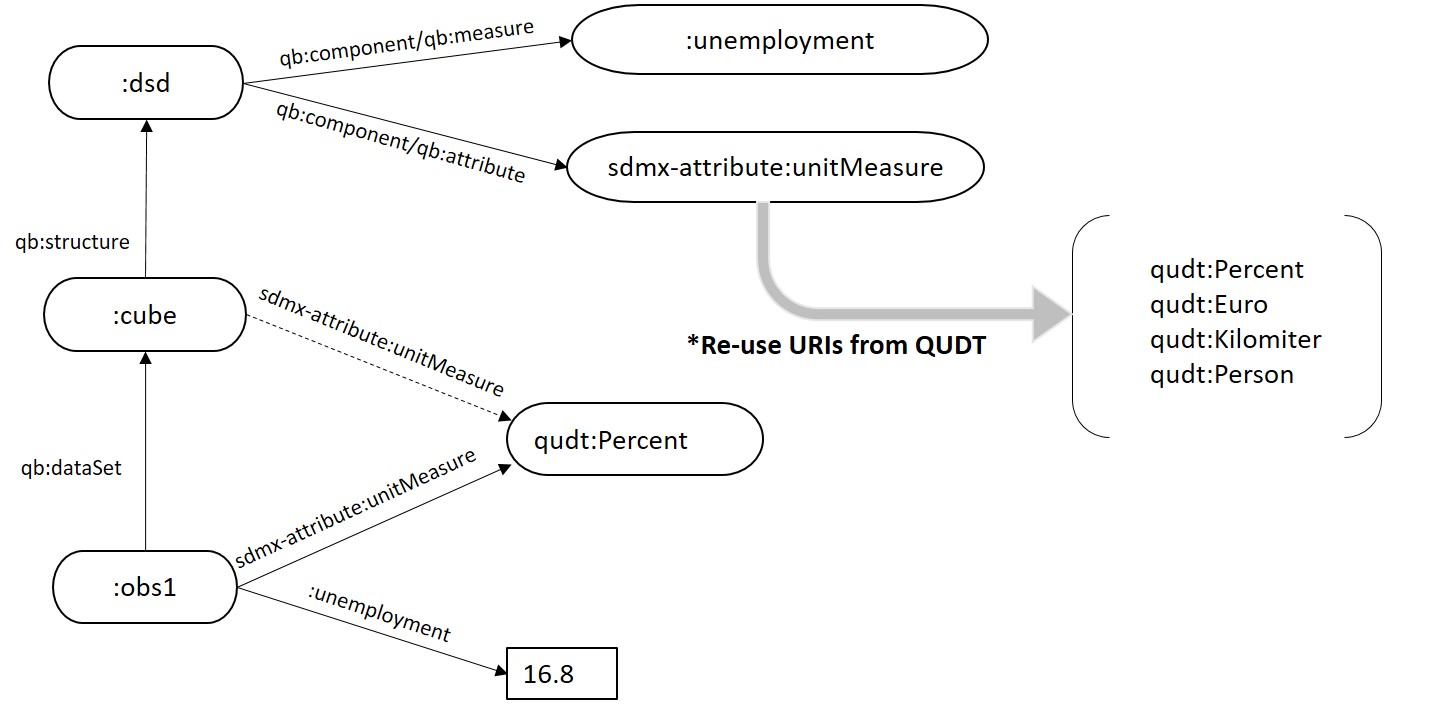 qb:component/qb:measure
:unemployment
:dsd
qb:component/qb:attribute
sdmx-attribute:unitMeasure
qb:structure
qudt:Percent
qudt:Euro
qudt:Kilomiter
qudt:Person
:cube
sdmx-attribute:unitMeasure
*Re-use URIs from QUDT
qudt:Percent
qb:dataSet
sdmx-attribute:unitMeasure
:obs1
:unemployment
16.8